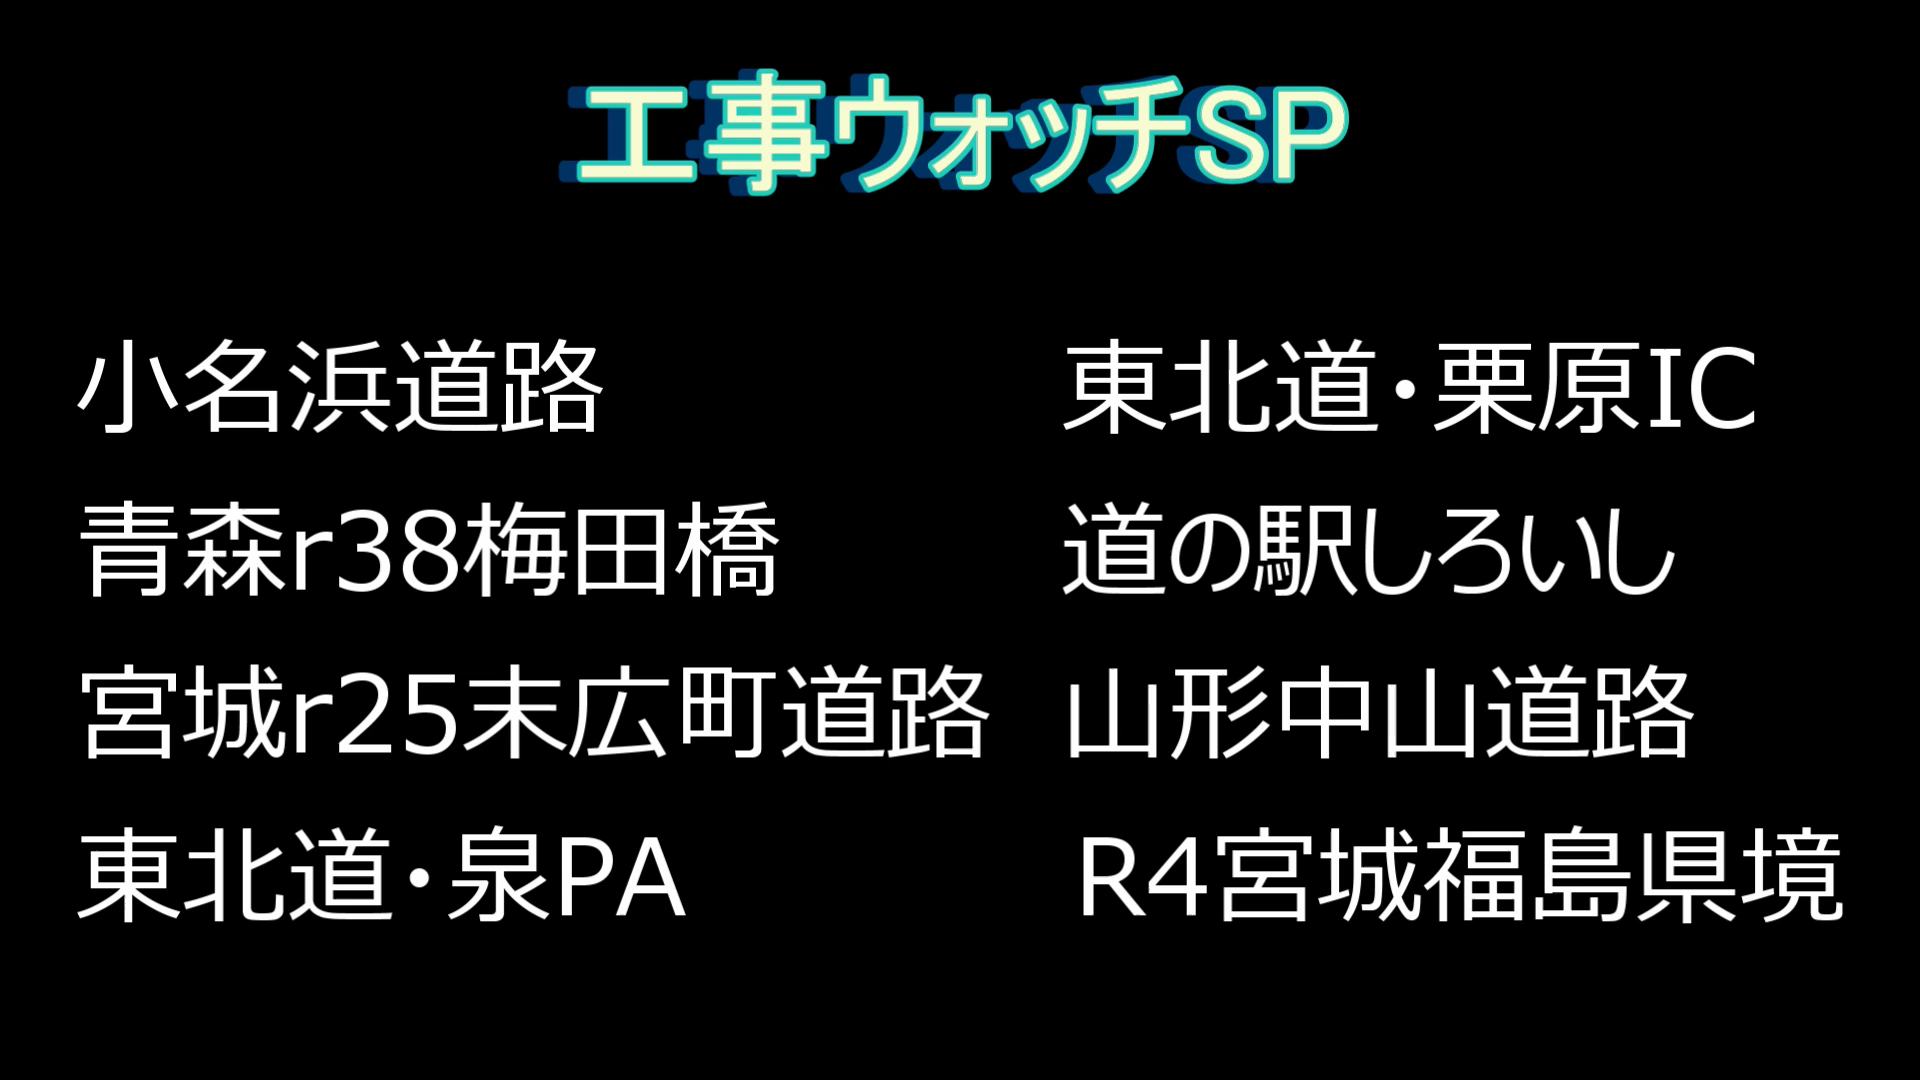 工事ウォッチSP
小名浜道路
青森r38梅田橋
宮城r25末広町道路
東北道・泉PA
東北道・栗原IC
道の駅しろいし
山形中山道路
R4宮城福島県境